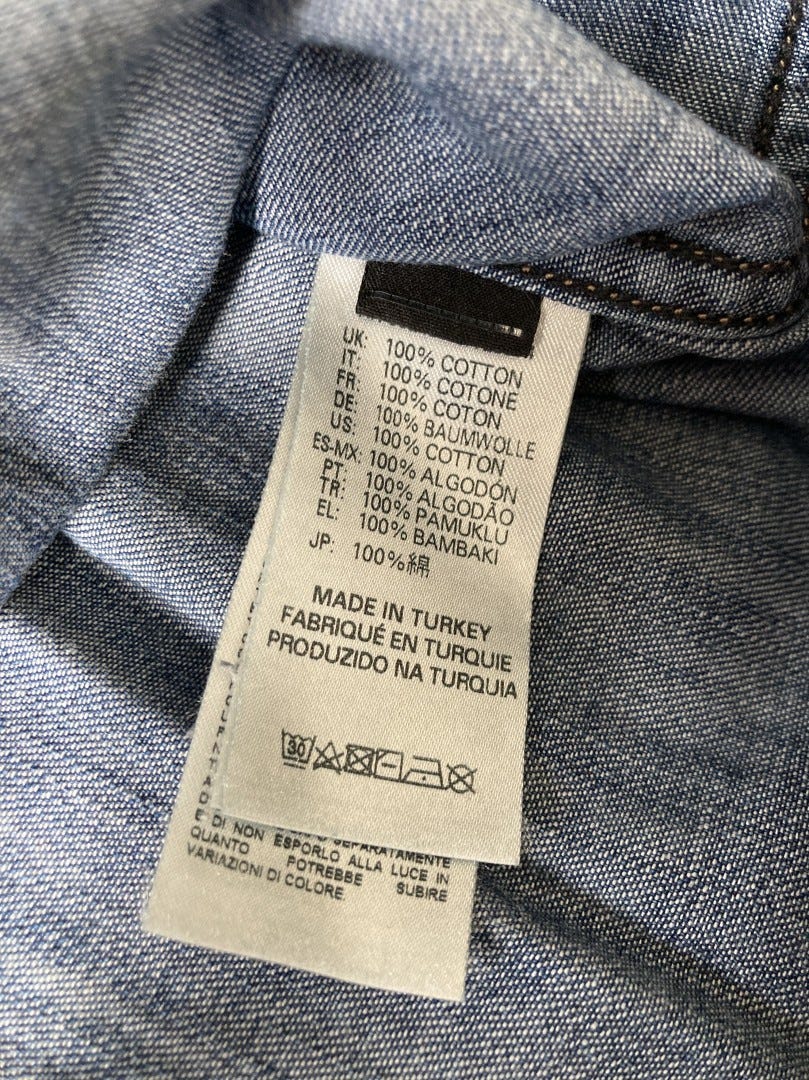 UK: 100% COTTON
IT: 100% COTONE
FR: 100% COTON
DE: 100% BAUMWOLLE
US: 100% COTTON
ES-MX: 100% ALGODÓN
PT: 100% ALGODÃO
TR: 100% PAMUKLU
EL: 100% BAMBAKI
JP: 100%綿
MADE IN TURKEY
FABRIQUÉ EN TURQUIE
PRODUZIDO NA TURQUIA
30
SEPARATAMENTE
E DI NON ESPORLO ALLA LUCE IN
QUANTO POTREBBE SUBIRE
VARIAZIONI DI COLORE.